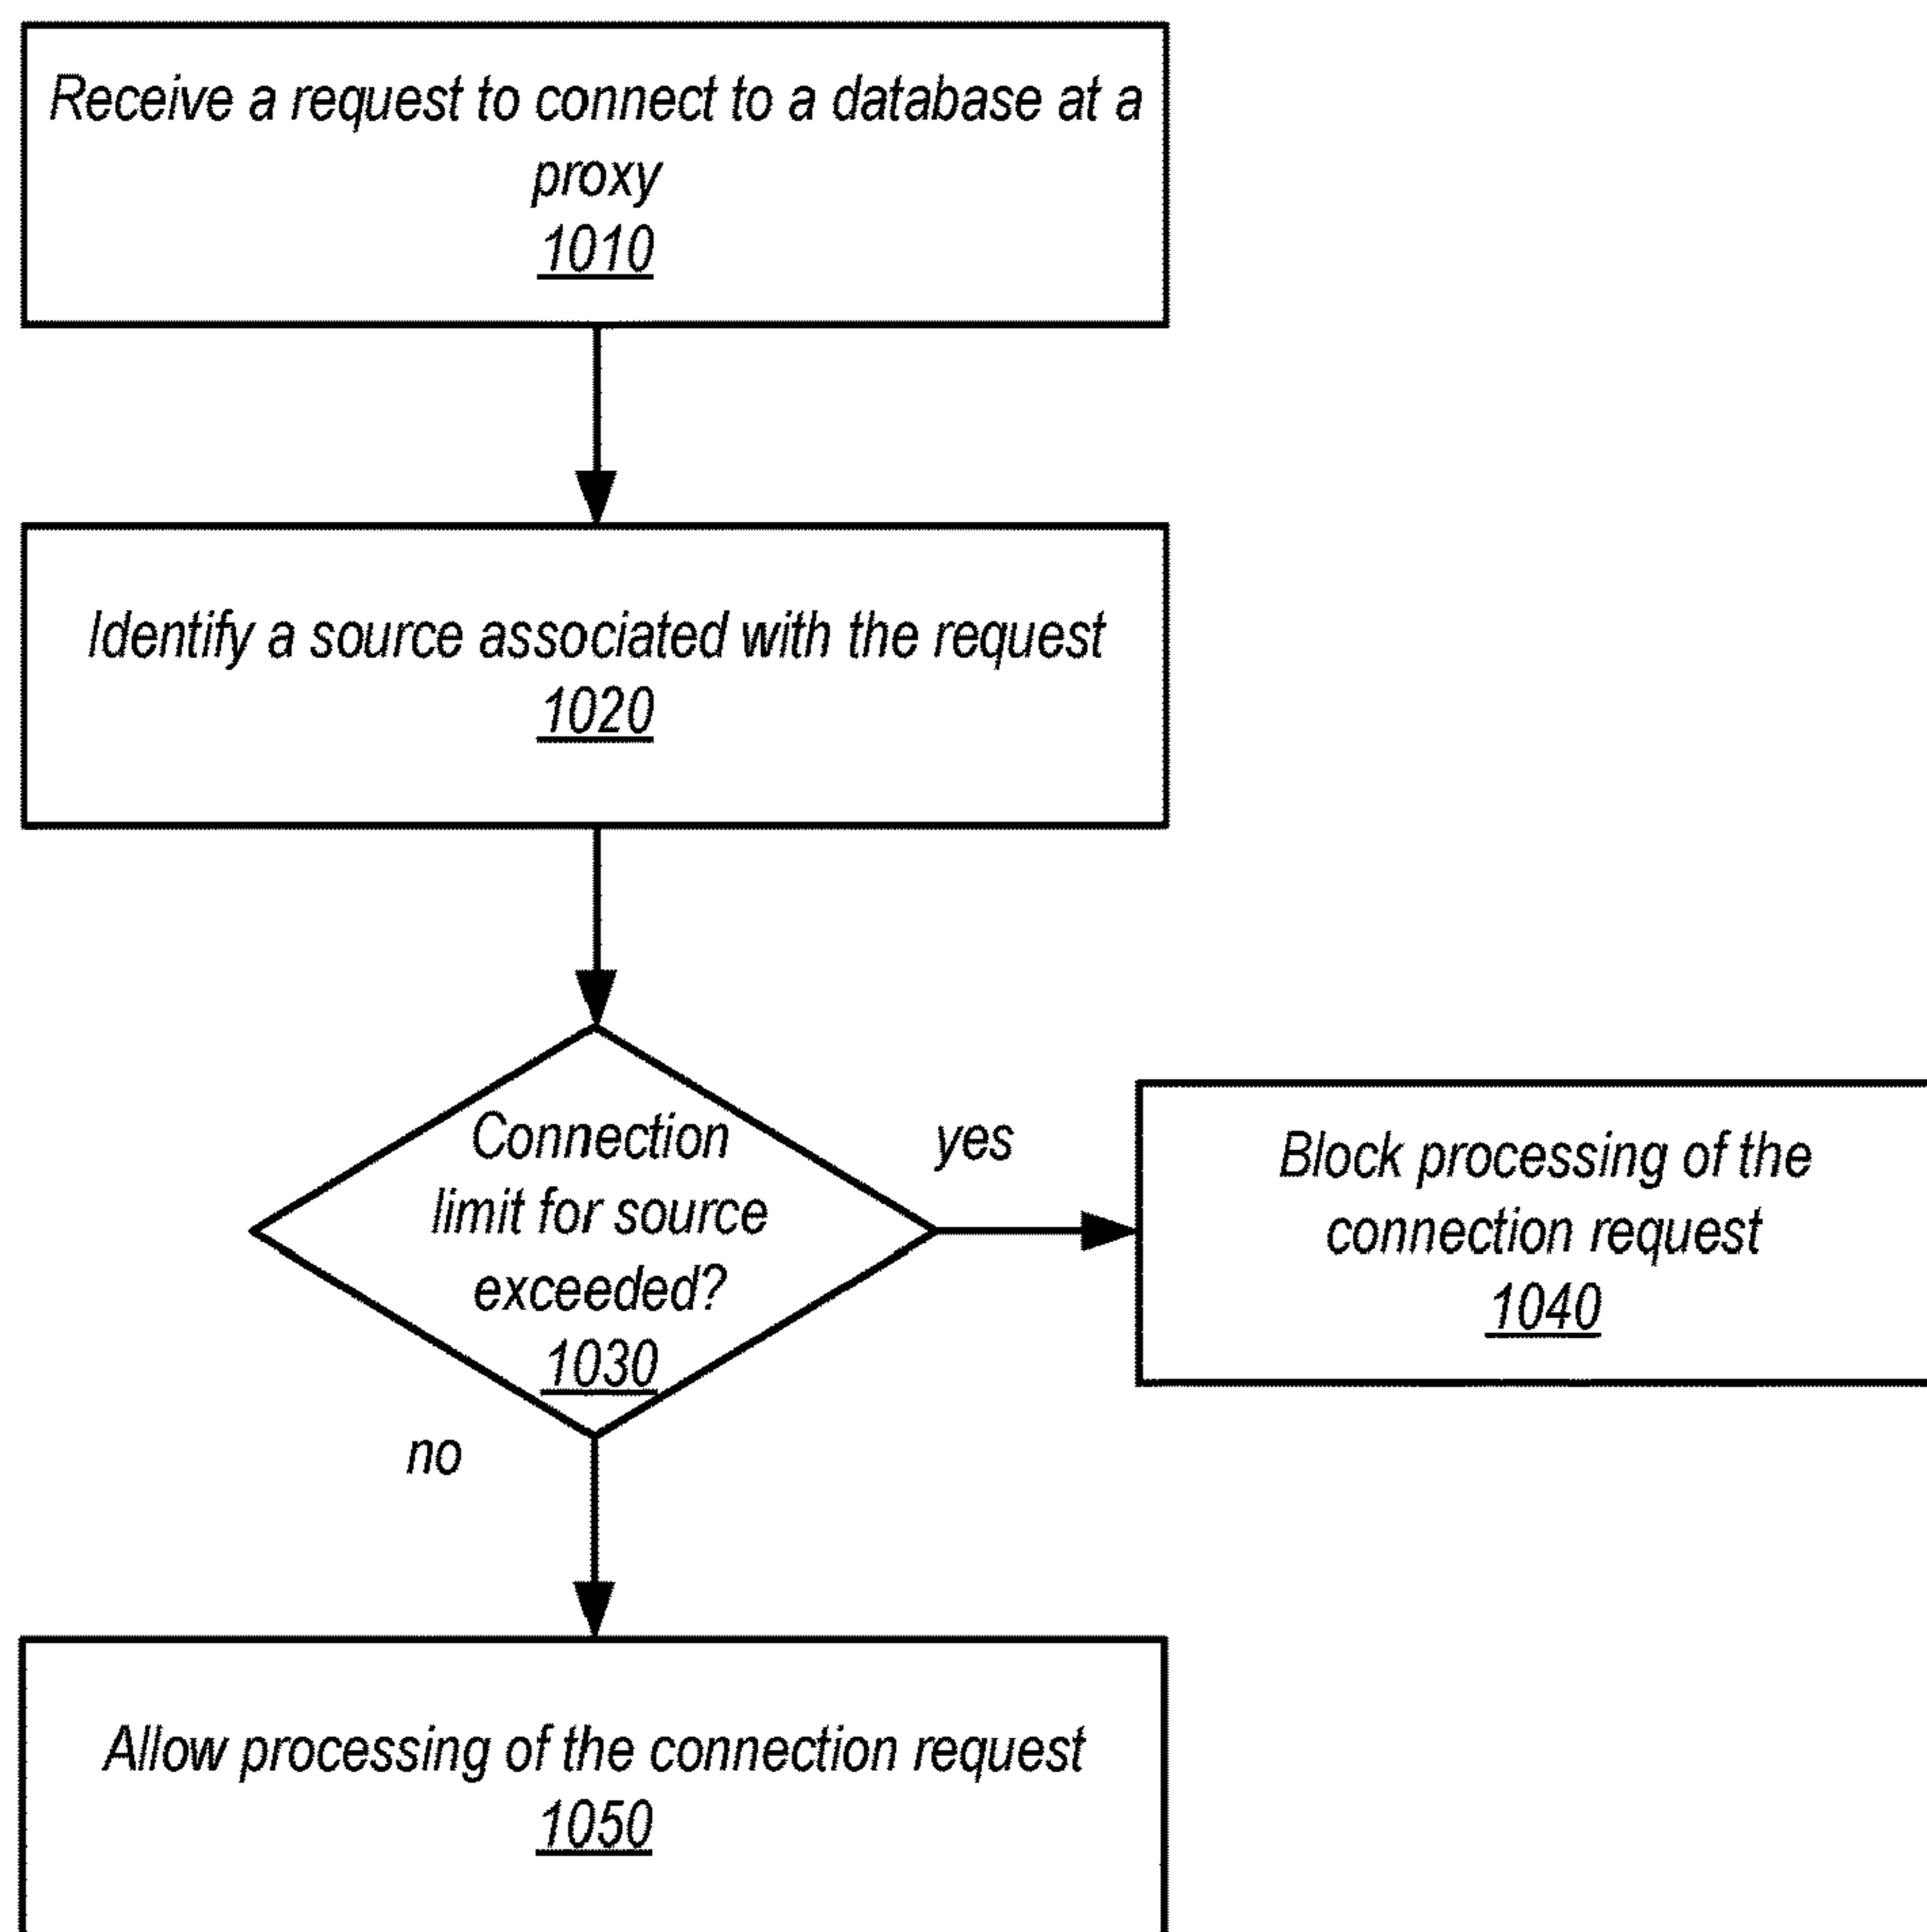 Receive a request to connect to a database at a
proxy
1010
Identify a source associated with the request
1020
Connection
limit for source
exceeded?
1030
yes
Block processing of the
connection request
1040
no
Allow processing of the connection request
1050